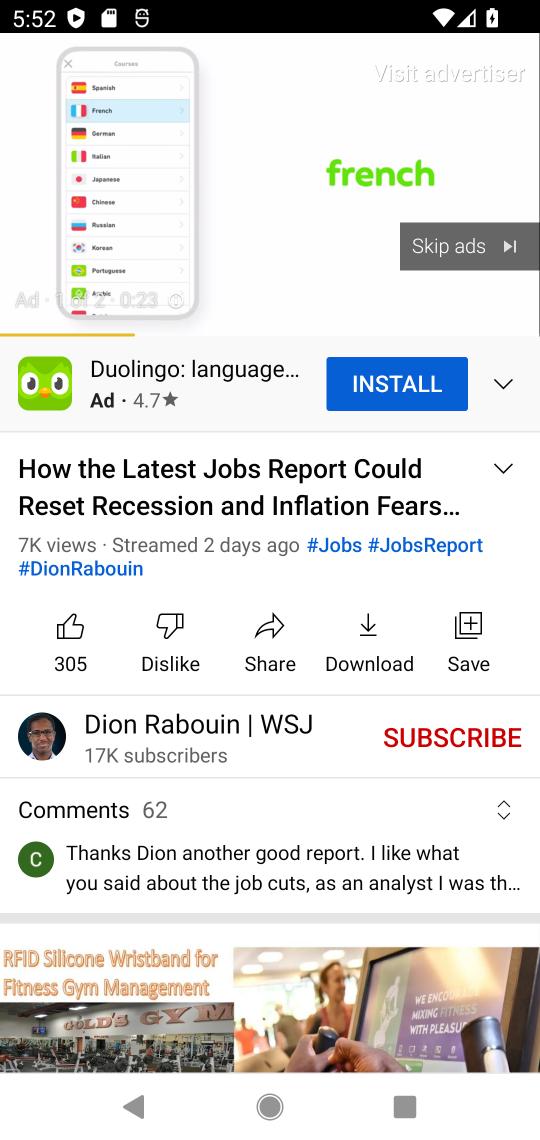 5:52
Courses
Visit advertiser
Spanish
French
German
Italian
Japanese
Chinese
Russian
Korean
Portuguese
Arabic
french
Skip ads
Ad · 1 of 2 · 0:23
Duolingo: language...
Ad · 4.7★
INSTALL
How the Latest Jobs Report Could
Reset Recession and Inflation Fears...
7K views · Streamed 2 days ago #Jobs #JobsReport
#DionRabouin
305
Dislike
Share
Download
Save
Dion Rabouin | WSJ
17K subscribers
SUBSCRIBE
Comments 62
C
Thanks Dion another good report. I like what
you said about the job cuts, as an analyst I was th...
RFID Silicone Wristband for
Fitness Gym Management
GOLD'S GYM
WE ENCOU
MIXING FITNESS
WITH PLEASU